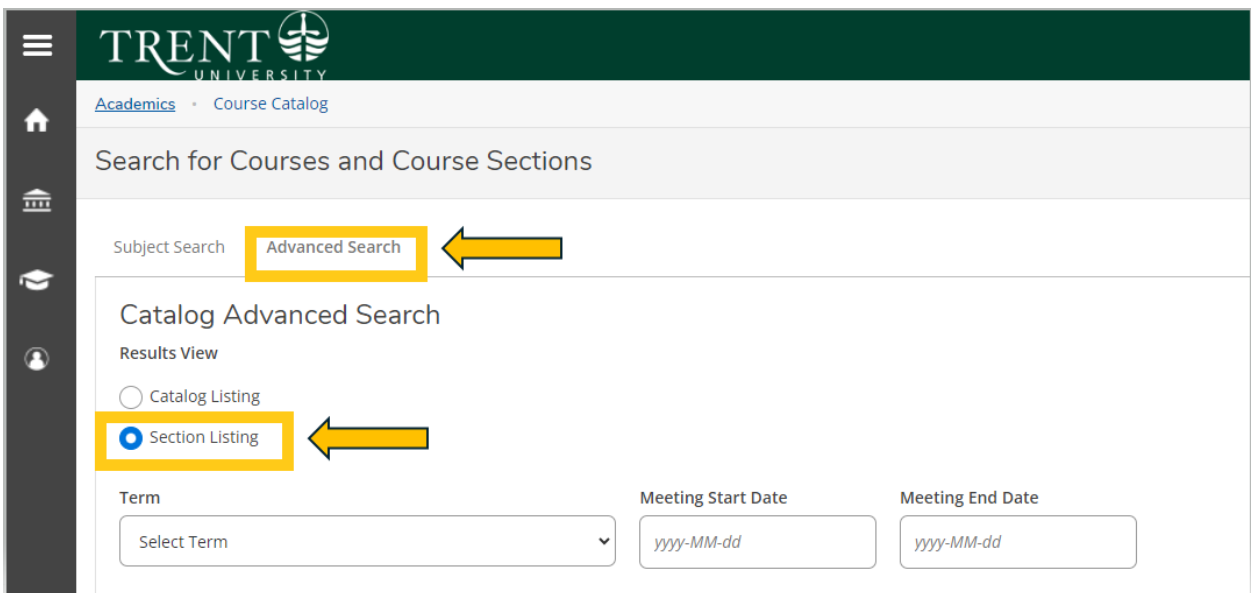 TRENT
UNIVERSITY
Academics · Course Catalog
Search for Courses and Course Sections
Subject Search Advanced Search
Catalog Advanced Search
Results View
Catalog Listing
Section Listing
Term Meeting Start Date Meeting End Date
Select Term yyyy-MM-dd yyyy-MM-dd